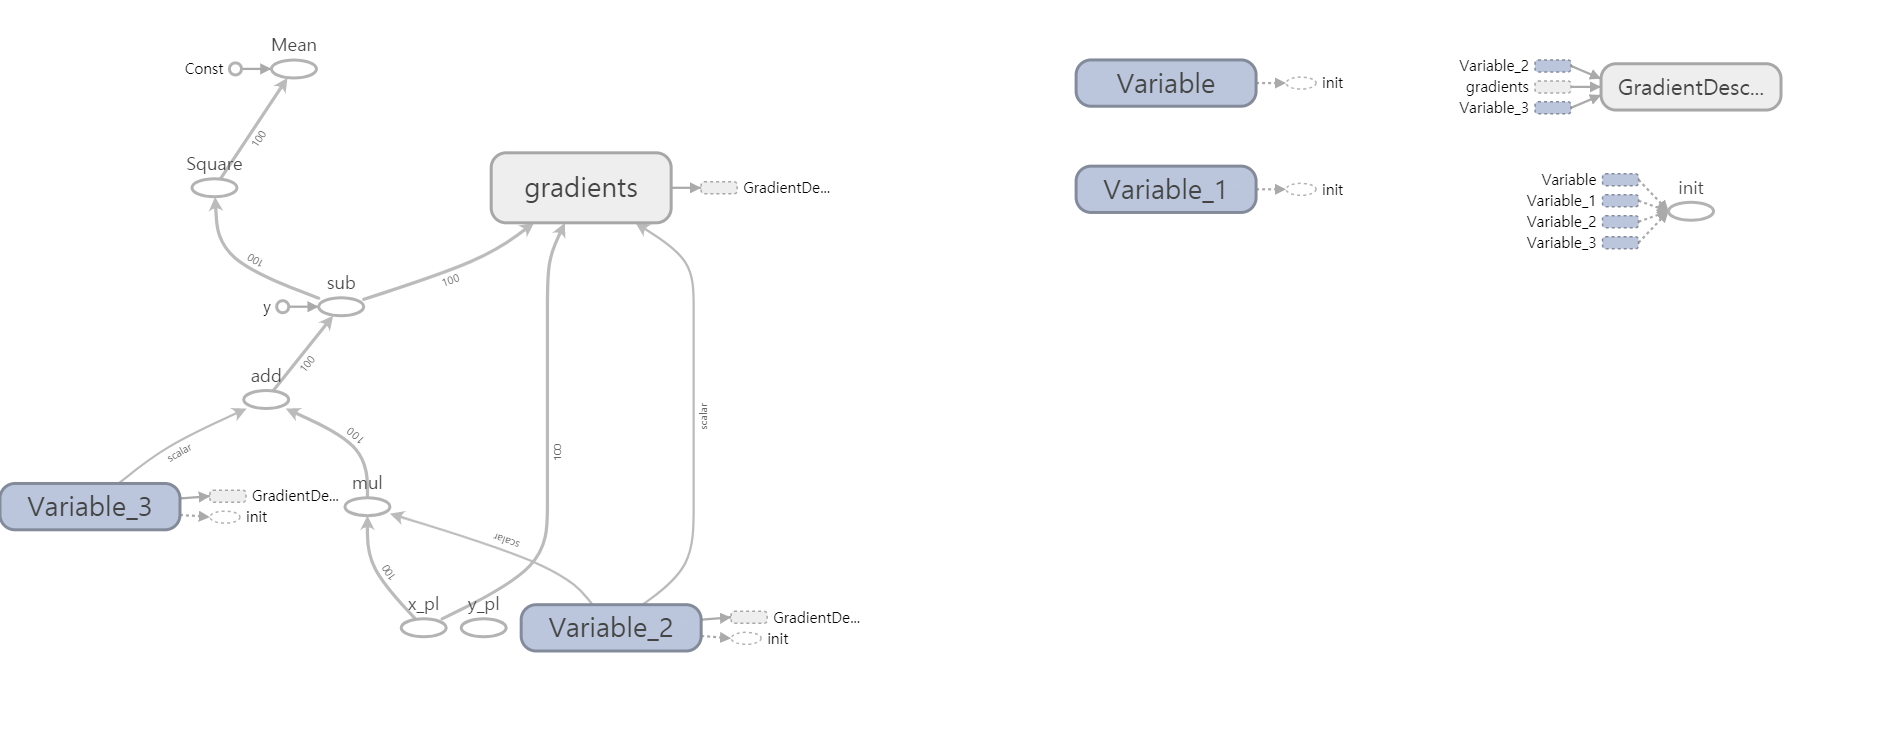 Mean
Const
100
Square
100
sub
y
100
add
100
scalar
100
Variable_3
GradientDe...
init
mul
100
scalar
x_pl
y_pl
Variable_2
GradientDe...
init
gradients
GradientDe...
100
scalar
Variable
init
Variable_1
init
Variable_2
gradients
Variable_3
GradientDesc...
Variable
Variable_1
Variable_2
Variable_3
init